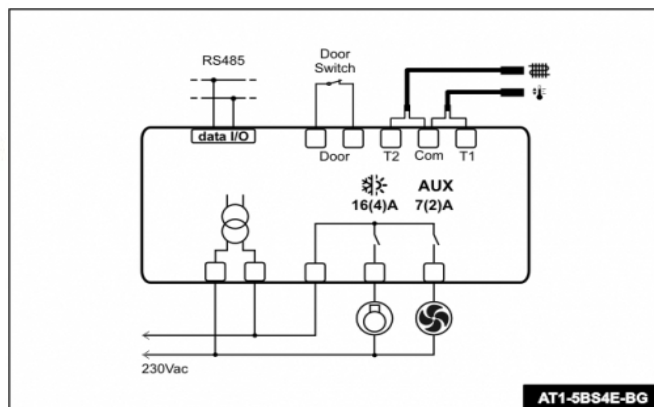 RS485
Door
Switch
data I/O
Door
T2
Com
T1
AUX
16(4)A
7(2)A
230Vac
AT1-5BS4E-BG